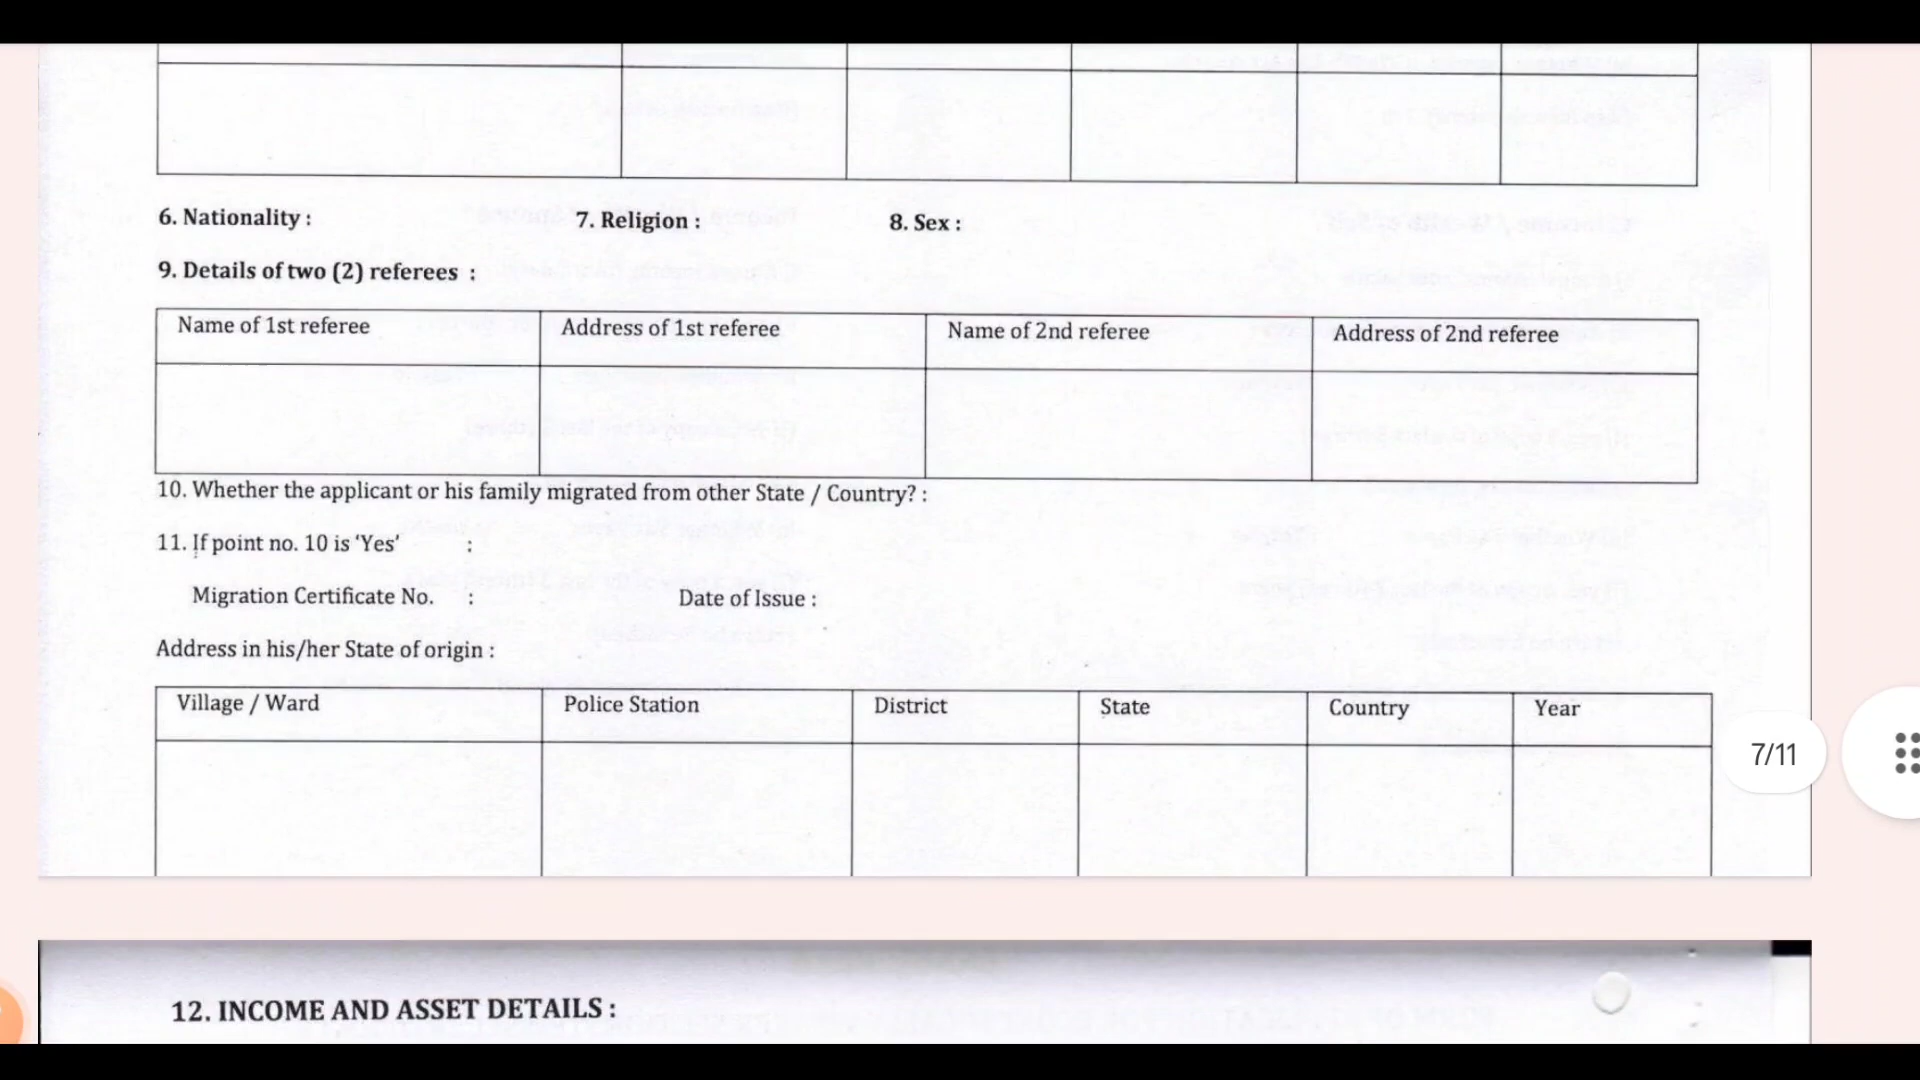 6. Nationality : 7. Religion : 8. Sex :
9. Details of two (2) referees :
Name of 1st referee Address of 1st referee Name of 2nd referee Address of 2nd referee
10. Whether the applicant or his family migrated from other State / Country? :
11. If point no. 10 is ‘Yes’ :
Migration Certificate No. : Date of Issue :
Address in his/her State of origin :
Village / Ward Police Station District State Country Year
7/11
12. INCOME AND ASSET DETAILS :